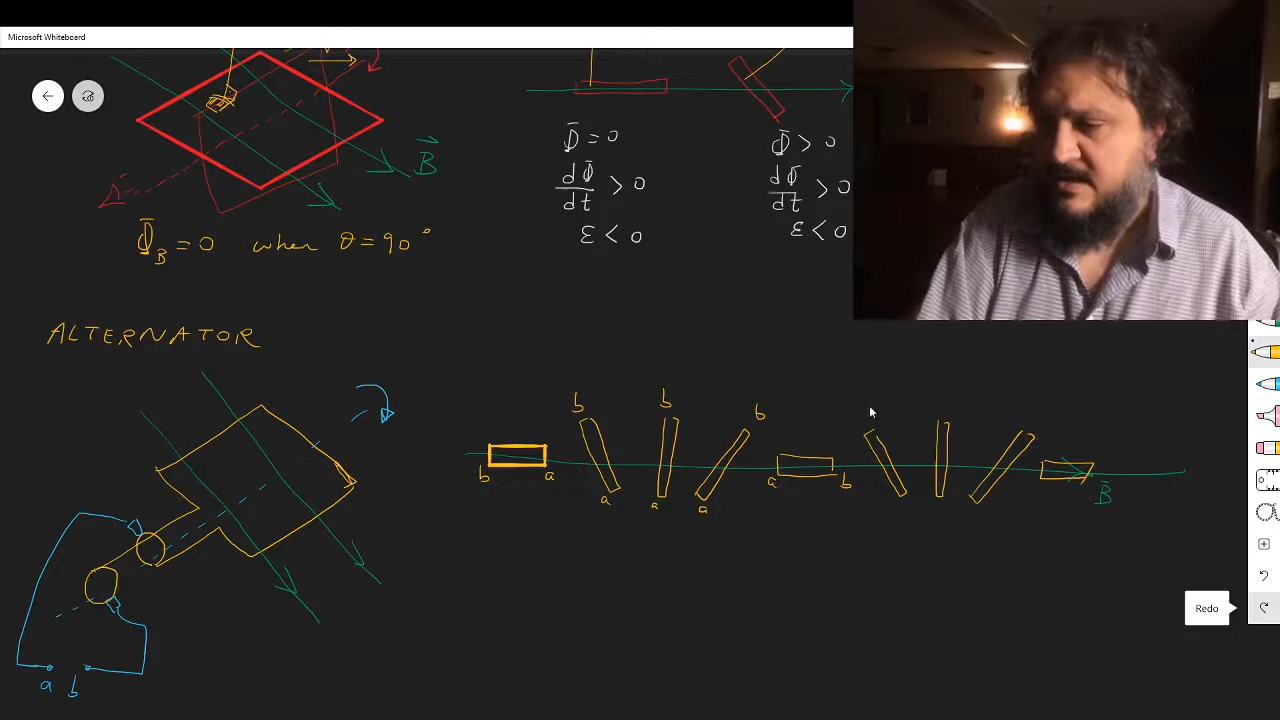 Microsoft Whiteboard
B
Φ_B = 0 when θ = 90°
Φ = 0
dΦ/dt > 0
ε < 0
Φ > 0
dΦ/dt > 0
ε < 0
ALTERNATOR
a b
b a
b a
b a
b a
a b
B
Redo